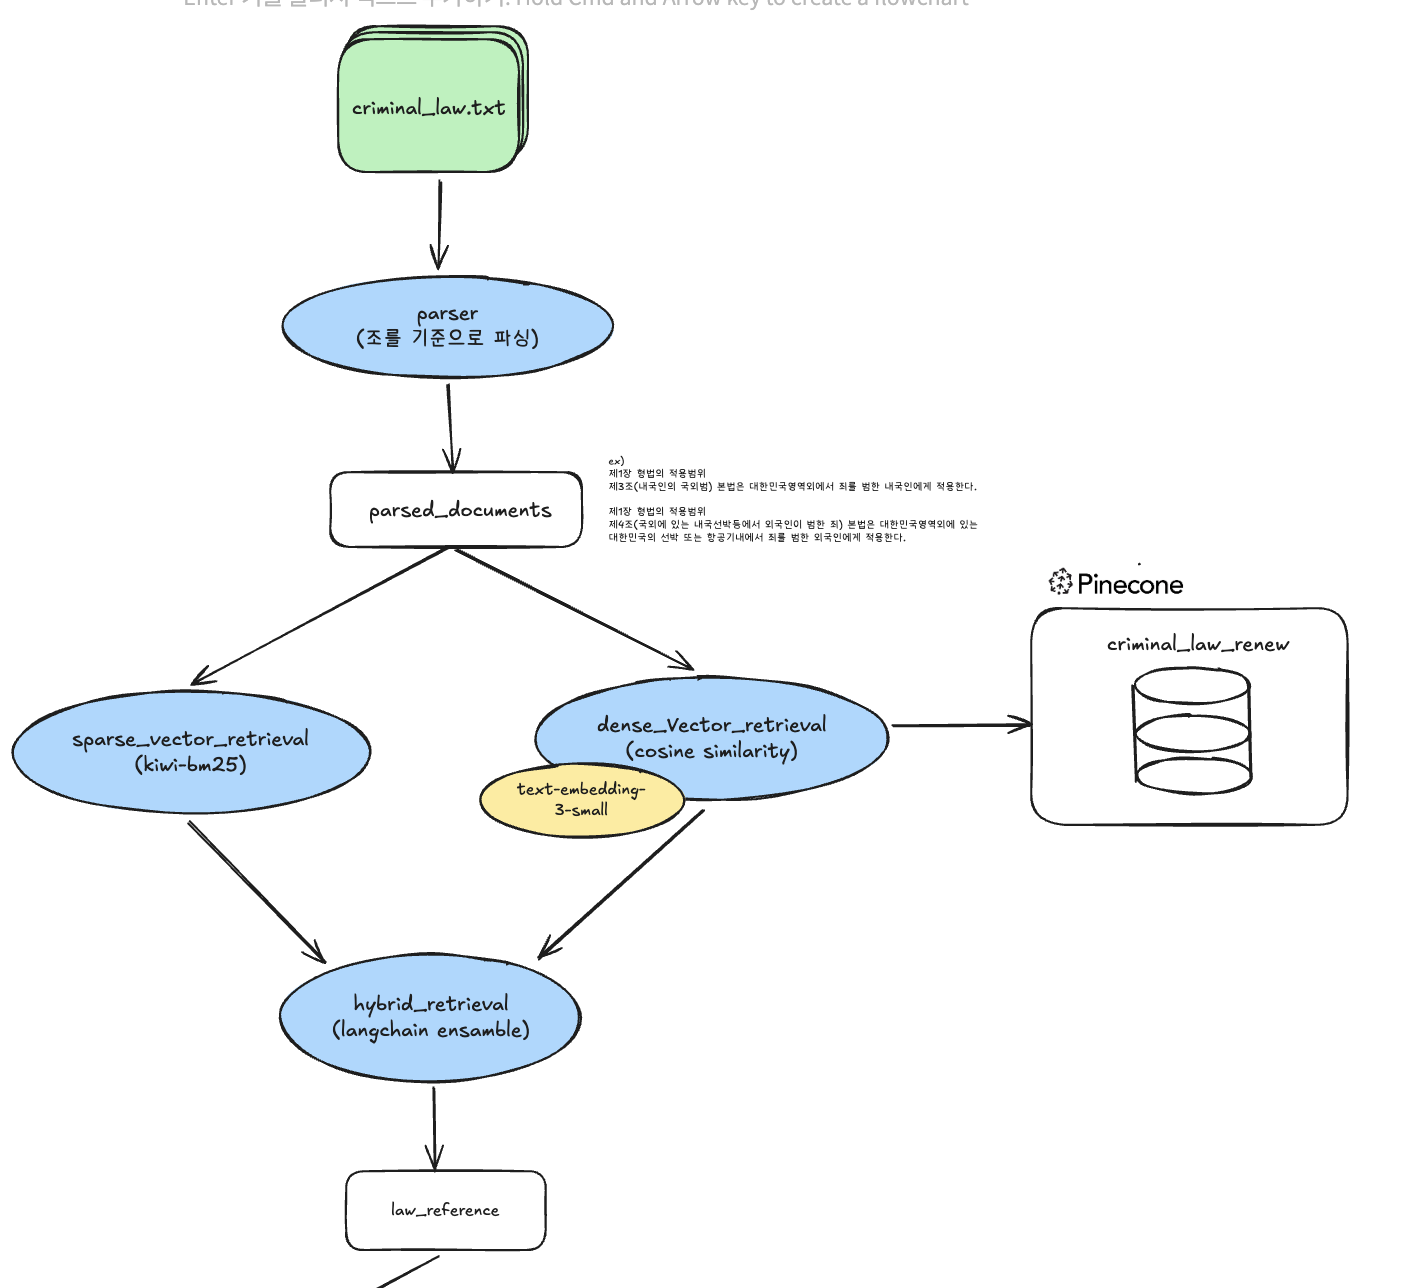 to create a flowchart
criminal_law.txt
parser
(조를 기준으로 파싱)
parsed_documents
ex)
제1장 형법의 적용범위
제3조(내국인의 국외범) 본법은 대한민국영역외에서 죄를 범한 내국인에게 적용한다.
제1장 형법의 적용범위
제4조(국외에 있는 내국선박등에서 외국인이 범한 죄) 본법은 대한민국영역외에 있는
대한민국의 선박 또는 항공기내에서 죄를 범한 외국인에게 적용한다.
Pinecone
criminal_law_renew
sparse_vector_retrieval
(kiwi-bm25)
dense_Vector_retrieval
(cosine similarity)
text-embedding-
3-small
hybrid_retrieval
(langchain ensamble)
law_reference